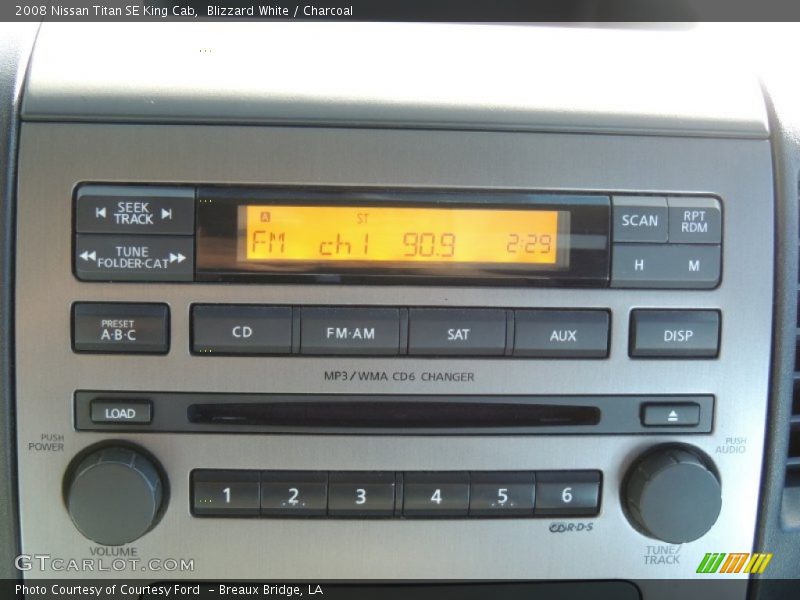 2008 Nissan Titan SE King Cab, Blizzard White / Charcoal
SEEK
TRACK
A
ST
FM ch1 90.9 2:29
SCAN
RPT
RDM
TUNE
FOLDER·CAT
H M
PRESET
A·B·C
CD
FM·AM
SAT
AUX
DISP
MP3/WMA CD6 CHANGER
LOAD
PUSH
POWER
PUSH
AUDIO
1 2 3 4 5 6
R·D·S
VOLUME
TUNE/
TRACK
GTCARLOT.COM
Photo Courtesy of Courtesy Ford - Breaux Bridge, LA